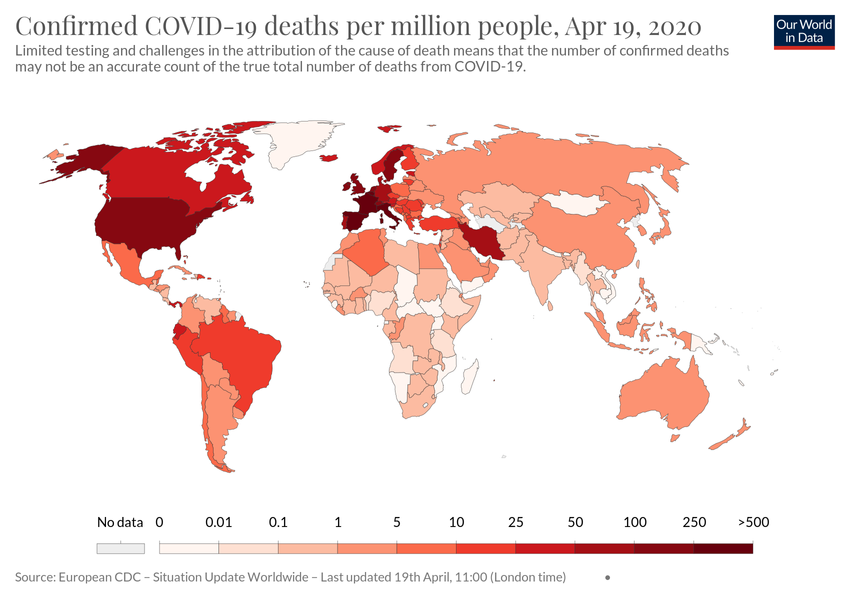 Confirmed COVID-19 deaths per million people, Apr 19, 2020
Our World
in Data
Limited testing and challenges in the attribution of the cause of death means that the number of confirmed deaths
may not be an accurate count of the true total number of deaths from COVID-19.
No data 0 0.01 0.1 1 5 10 25 50 100 250 >500
Source: European CDC – Situation Update Worldwide – Last updated 19th April, 11:00 (London time) •